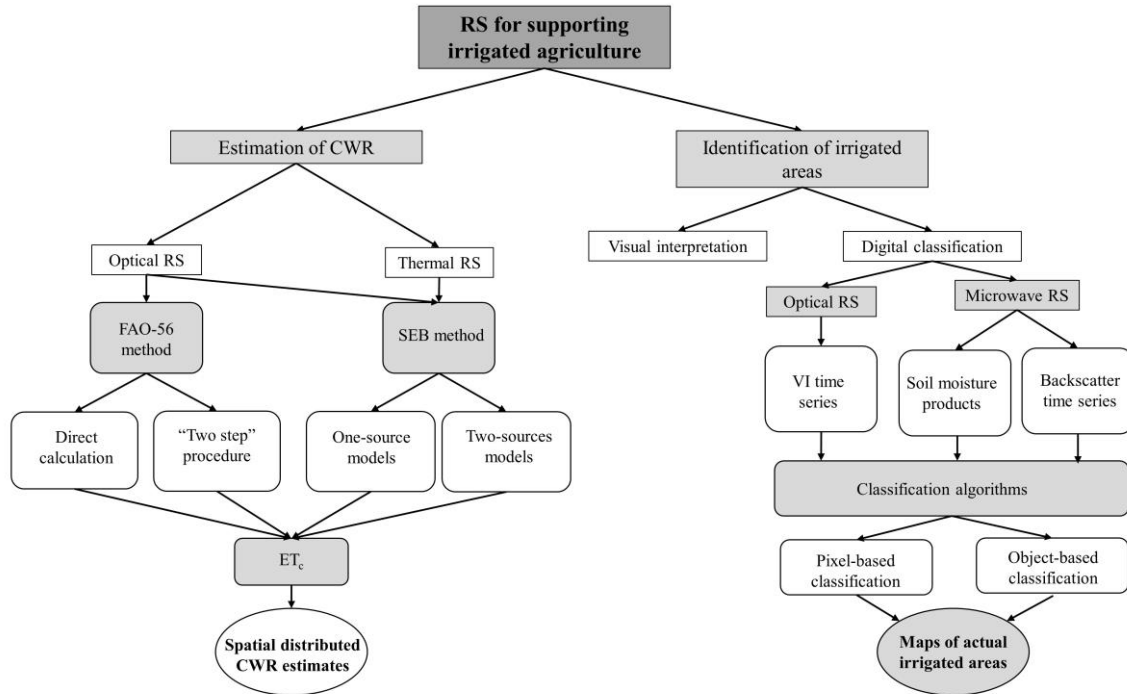 RS for supporting
irrigated agriculture
Estimation of CWR
Identification of irrigated
areas
Optical RS
Thermal RS
Visual interpretation
Digital classification
Optical RS
Microwave RS
FAO-56
method
SEB method
VI time
series
Soil moisture
products
Backscatter
time series
Direct
calculation
“Two step”
procedure
One-source
models
Two-sources
models
Classification algorithms
ETc
Pixel-based
classification
Object-based
classification
Spatial distributed
CWR estimates
Maps of actual
irrigated areas